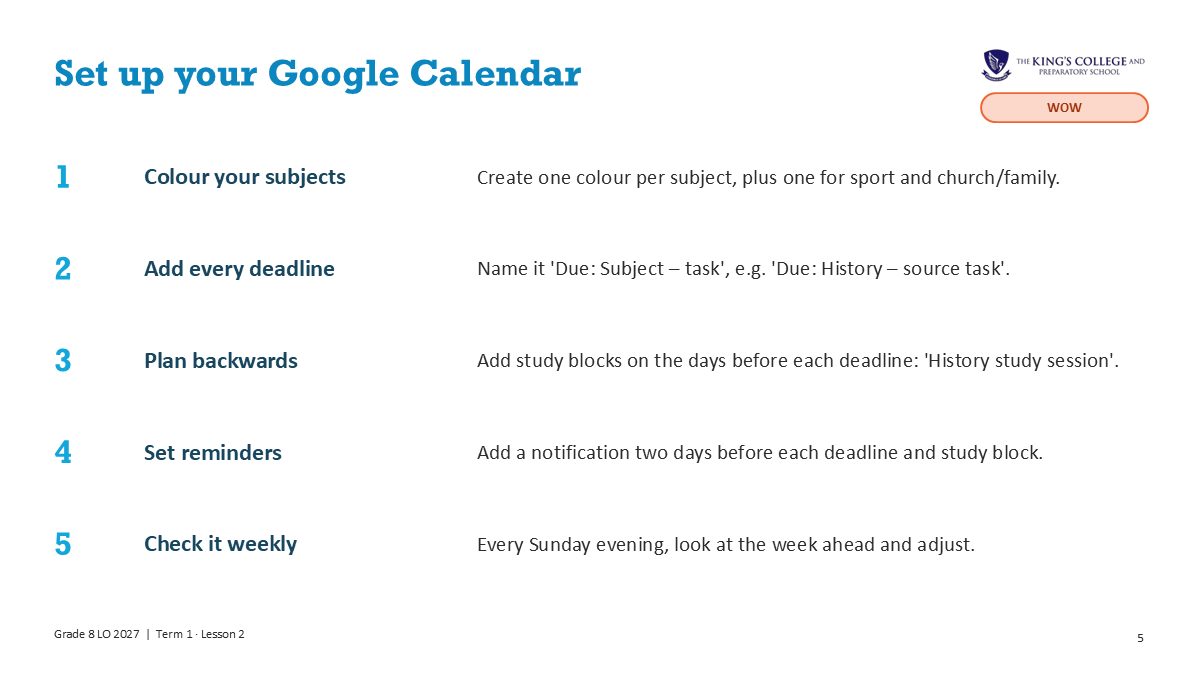 Set up your Google Calendar
THE KING'S COLLEGE AND
PREPARATORY SCHOOL
WOW
1 Colour your subjects Create one colour per subject, plus one for sport and church/family.
2 Add every deadline Name it 'Due: Subject – task', e.g. 'Due: History – source task'.
3 Plan backwards Add study blocks on the days before each deadline: 'History study session'.
4 Set reminders Add a notification two days before each deadline and study block.
5 Check it weekly Every Sunday evening, look at the week ahead and adjust.
Grade 8 LO 2027 | Term 1 · Lesson 2
5